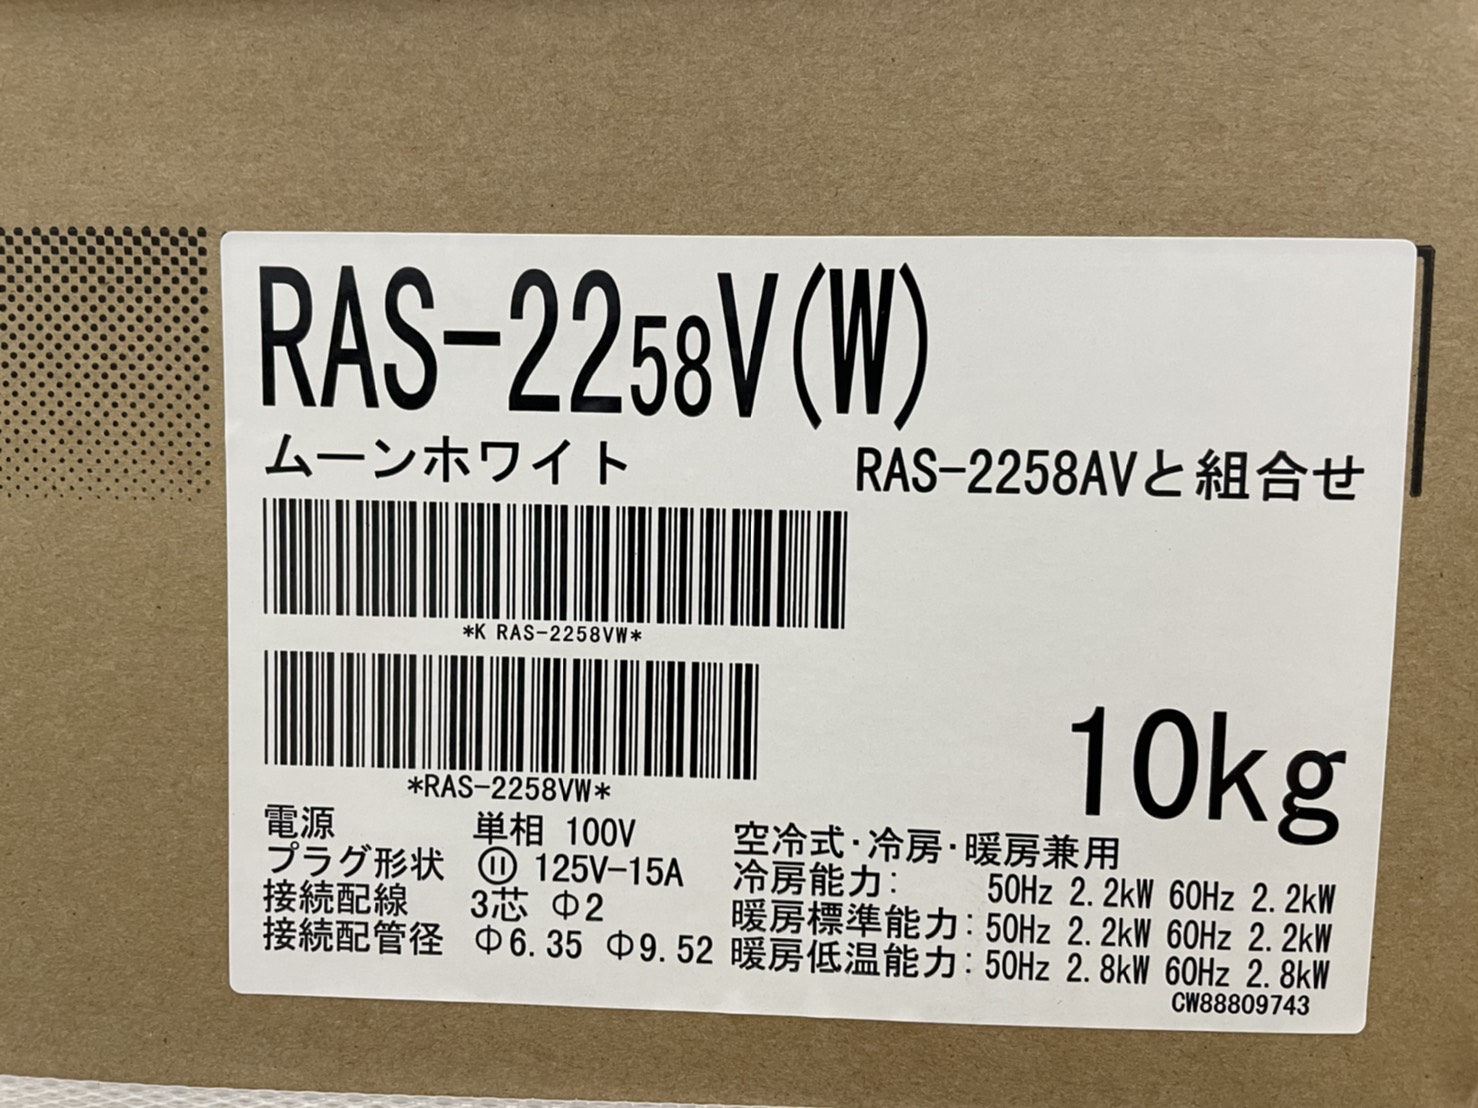 RAS-2258V(W)
ムーンホワイト
RAS-2258AVと組合せ
*K RAS-2258VW*
*RAS-2258VW*
10kg
電源 単相 100V
プラグ形状 125V-15A
接続配線 3芯 Φ2
接続配管径 Φ6.35 Φ9.52
空冷式・冷房・暖房兼用
冷房能力: 50Hz 2.2kW 60Hz 2.2kW
暖房標準能力: 50Hz 2.2kW 60Hz 2.2kW
暖房低温能力: 50Hz 2.8kW 60Hz 2.8kW
CW88809743